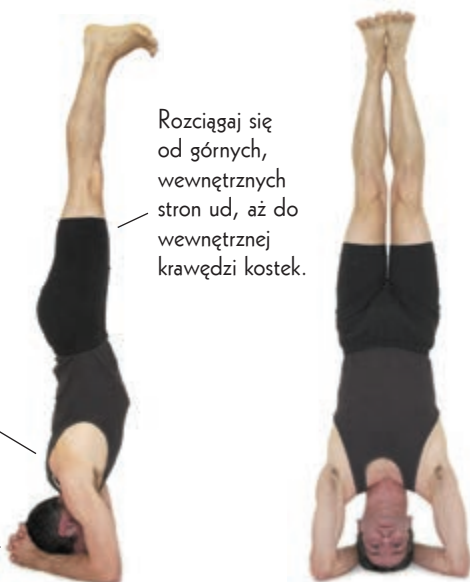 Rozciągaj się
od górnych,
wewnętrznych
stron ud, aż do
wewnętrznej
krawędzi kostek.